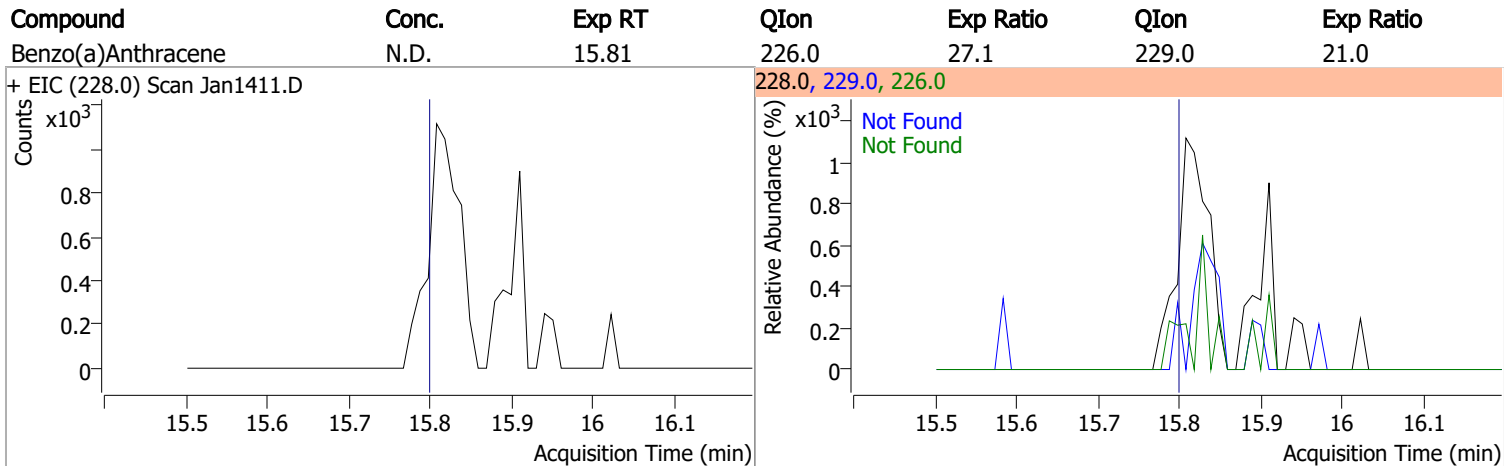 Compound Conc. Exp RT QIon Exp Ratio QIon Exp Ratio
Benzo(a)Anthracene N.D. 15.81 226.0 27.1 229.0 21.0
+ EIC (228.0) Scan Jan1411.D
Counts
x10³
0.8
0.6
0.4
0.2
0
15.5 15.6 15.7 15.8 15.9 16 16.1
Acquisition Time (min)
228.0, 229.0, 226.0
Relative Abundance (%)
x10³
Not Found
Not Found
1
0.8
0.6
0.4
0.2
0
15.5 15.6 15.7 15.8 15.9 16 16.1
Acquisition Time (min)